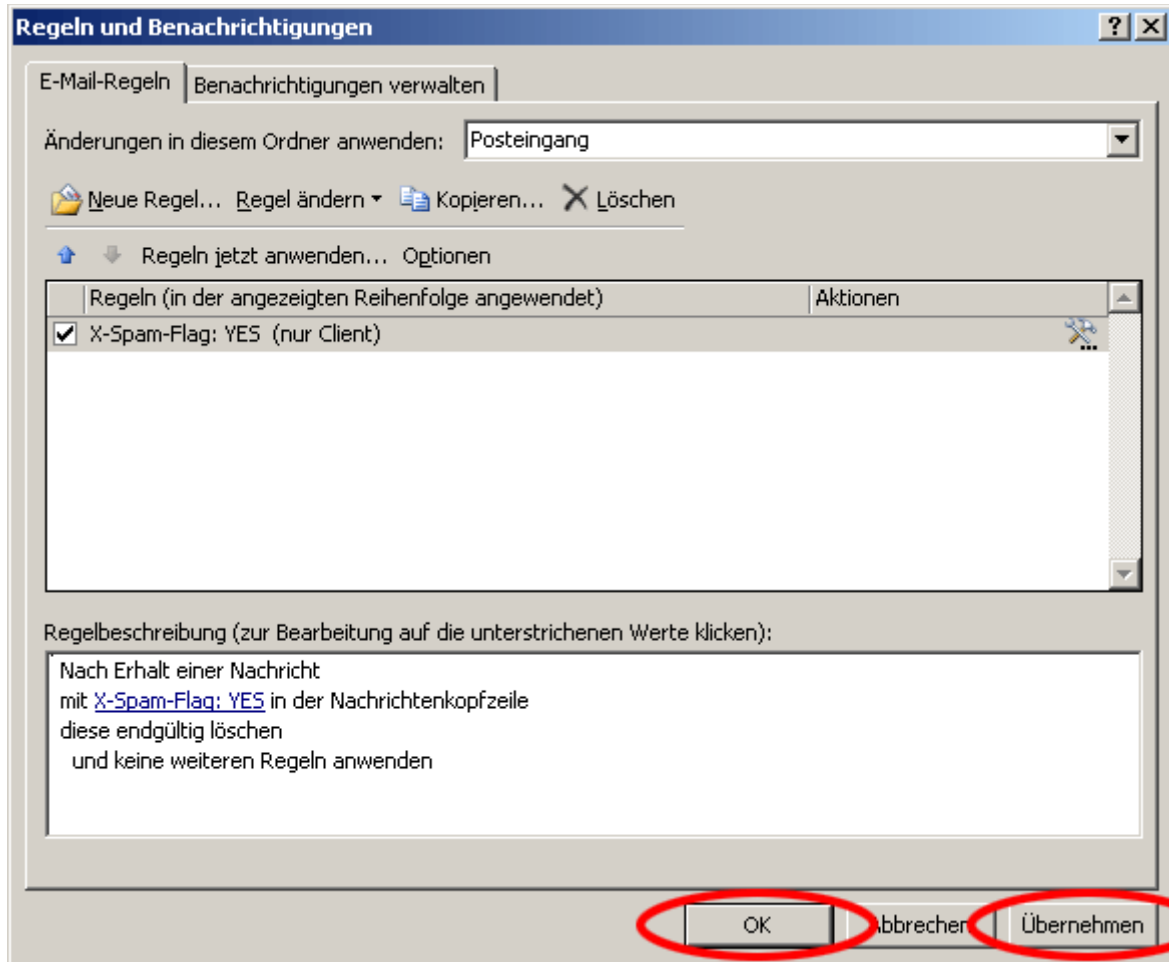 Regeln und Benachrichtigungen
E-Mail-Regeln Benachrichtigungen verwalten
Änderungen in diesem Ordner anwenden: Posteingang
Neue Regel... Regel ändern Kopieren... Löschen
Regeln jetzt anwenden... Optionen
Regeln (in der angezeigten Reihenfolge angewendet) Aktionen
X-Spam-Flag: YES (nur Client)
Regelbeschreibung (zur Bearbeitung auf die unterstrichenen Werte klicken):
Nach Erhalt einer Nachricht
mit X-Spam-Flag: YES in der Nachrichtenkopfzeile
diese endgültig löschen
und keine weiteren Regeln anwenden
OK Abbrechen Übernehmen